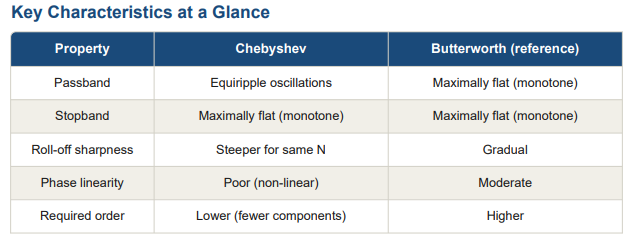 Key Characteristics at a Glance
Property Chebyshev Butterworth (reference)
Passband Equiripple oscillations Maximally flat (monotone)
Stopband Maximally flat (monotone) Maximally flat (monotone)
Roll-off sharpness Steeper for same N Gradual
Phase linearity Poor (non-linear) Moderate
Required order Lower (fewer components) Higher